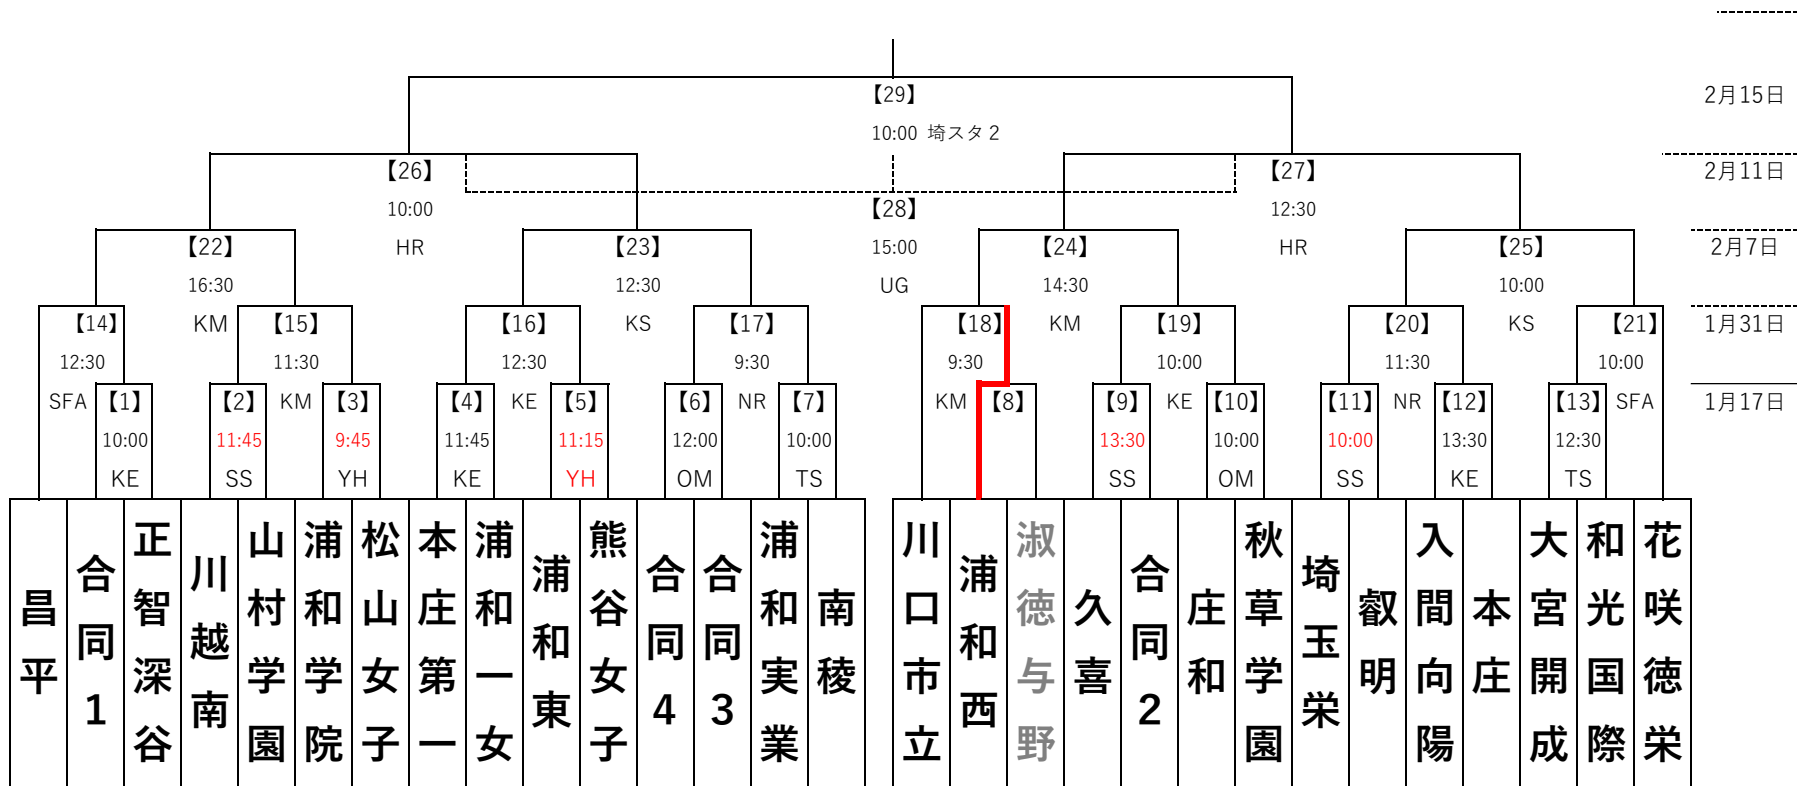 【29】
2月15日
10:00 埼スタ2
【26】
【27】
2月11日
10:00
【28】
12:30
【22】
HR
【23】
15:00
【24】
HR
【25】
2月7日
16:30
12:30
UG
14:30
10:00
【14】
KM
【15】
【16】
KS
【17】
【18】
KM
【19】
【20】
KS
【21】
1月31日
12:30
11:30
12:30
9:30
9:30
10:00
11:30
10:00
SFA
【1】
【2】
KM
【3】
【4】
KE
【5】
【6】
NR
【7】
KM
【8】
【9】
KE
【10】
【11】
NR
【12】
【13】
SFA
1月17日
10:00
11:45
9:45
11:45
11:15
12:00
10:00
13:30
10:00
10:00
13:30
12:30
KE
SS
YH
KE
YH
OM
TS
SS
OM
SS
KE
TS
昌平
合同1
正智深谷
川越南
山村学園
浦和学院
松山女子
本庄第一
浦和一女
浦和東
熊谷女子
合同4
合同3
浦和実業
南稜
川口市立
浦和西
淑徳与野
久喜
合同2
庄和
秋草学園
埼玉栄
叡明
入間向陽
本庄
大宮開成
和光国際
花咲徳栄